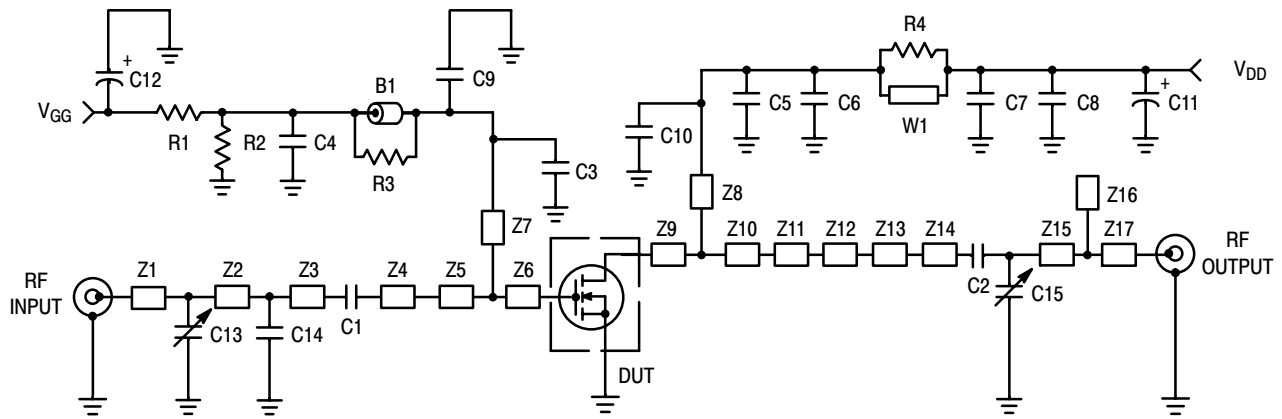 R4
+
C12
C9
B1
V_DD
V_GG
C5
C6
C7
C8
+
C11
R1
R2
C4
W1
C10
R3
C3
Z8
Z16
Z7
Z9
Z10
Z11
Z12
Z13
Z14
Z15
Z17
RF
OUTPUT
RF
INPUT
Z1
Z2
Z3
Z4
Z5
Z6
C2
C15
C13
C14
C1
DUT